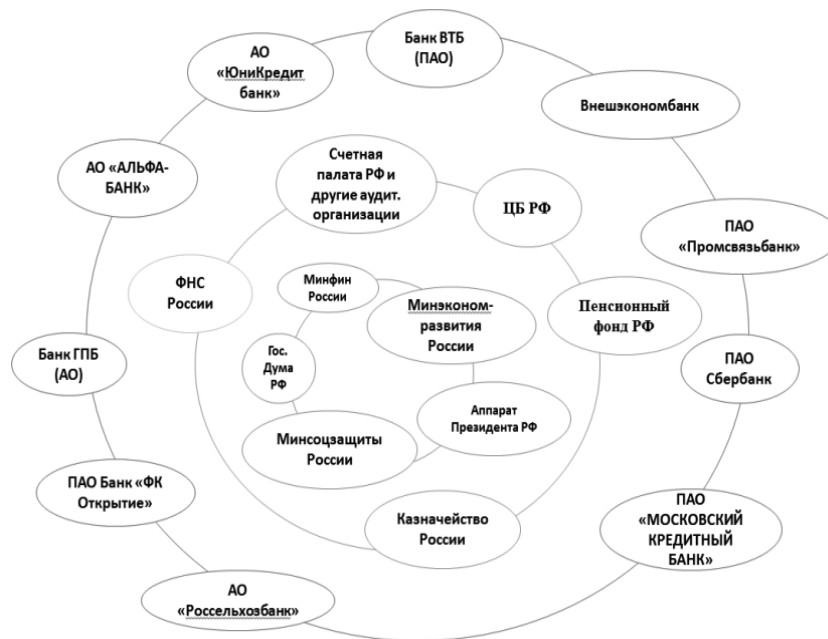 Банк ВТБ
(ПАО)
АО
«ЮниКредит
банк»
Внешэкономбанк
АО «АЛЬФА-
БАНК»
Счетная
палата РФ и
другие аудит.
организации
ЦБ РФ
ПАО
«Промсвязьбанк»
ФНС
России
Минфин
России
Минэконом-
развития
России
Пенсионный
фонд РФ
Банк ГПБ
(АО)
Гос.
Дума
РФ
ПАО
Сбербанк
Аппарат
Президента РФ
Минсоцзащиты
России
ПАО Банк «ФК
Открытие»
Казначейство
России
ПАО
«МОСКОВСКИЙ
КРЕДИТНЫЙ
БАНК»
АО
«Россельхозбанк»